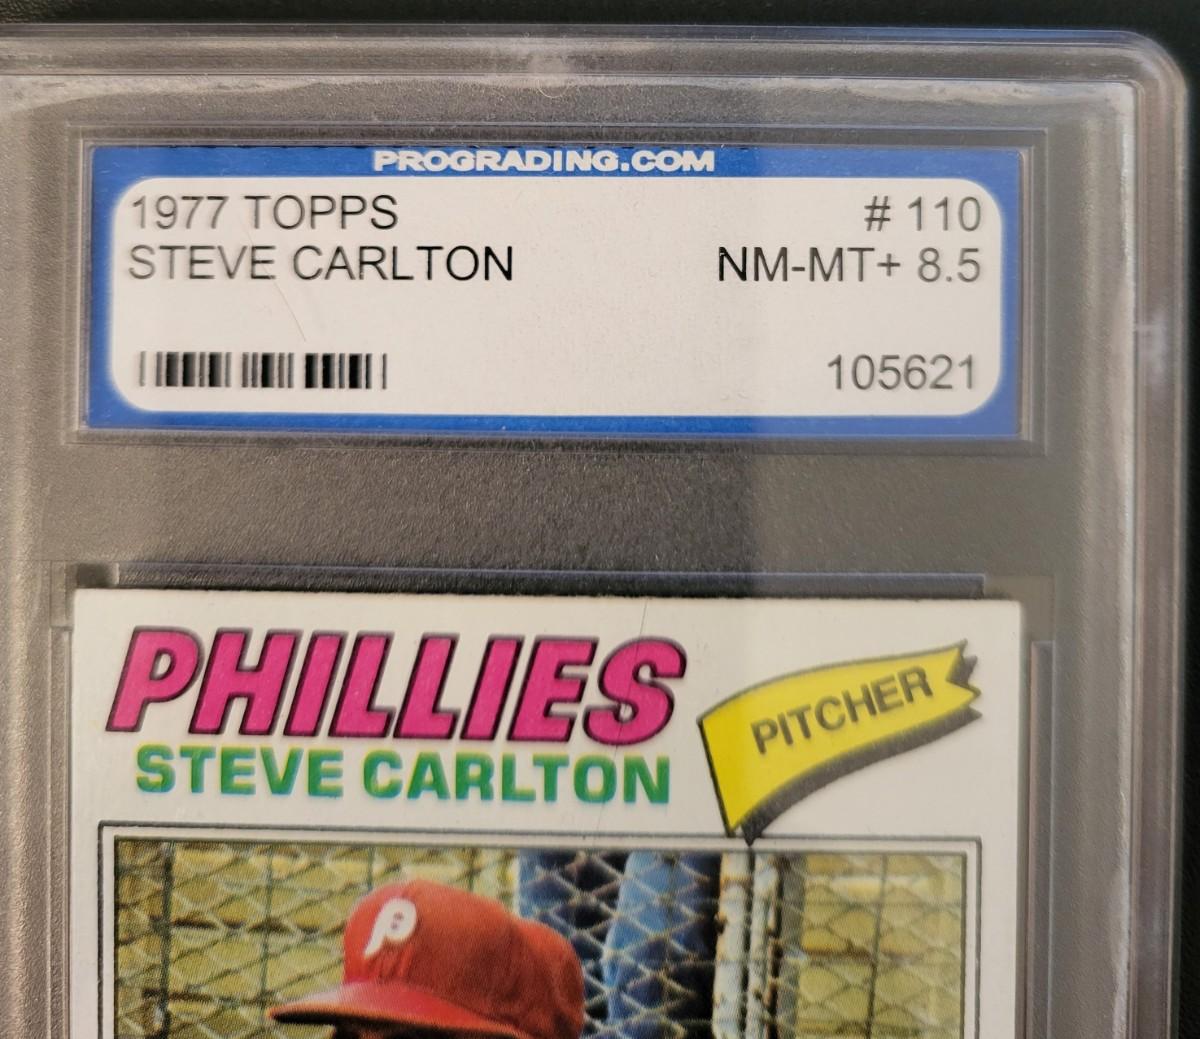 PROGRADING.COM
1977 TOPPS # 110
STEVE CARLTON NM-MT+ 8.5
105621
PHILLIES
PITCHER
STEVE CARLTON
P